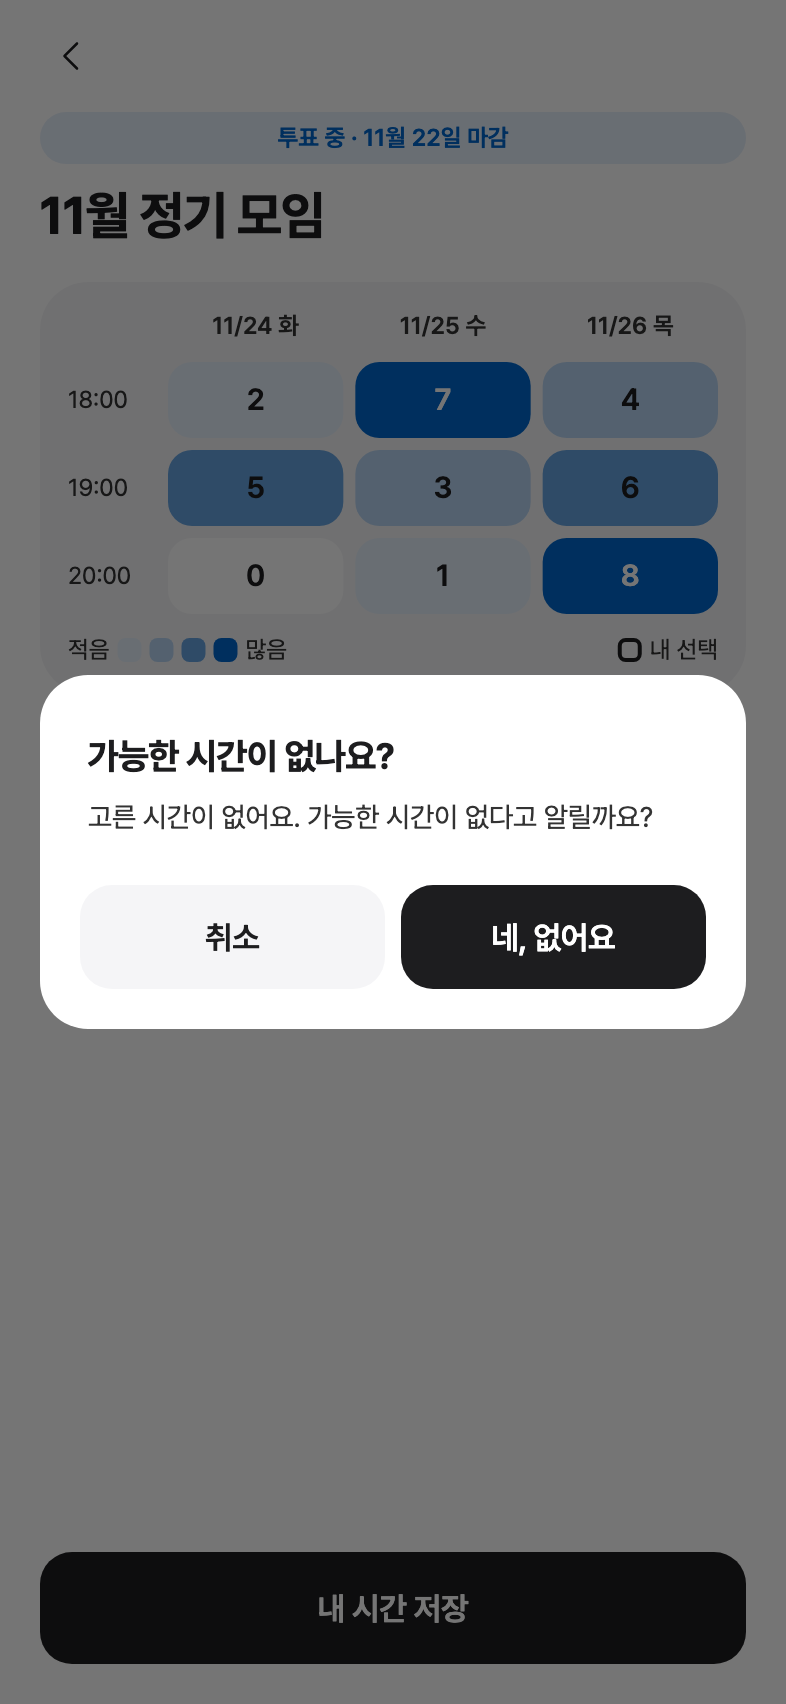 투표 중 · 11월 22일 마감
11월 정기 모임
11/24 화 11/25 수 11/26 목
18:00 2 7 4
19:00 5 3 6
20:00 0 1 8
적음 많음 내 선택
가능한 시간이 없나요?
고른 시간이 없어요. 가능한 시간이 없다고 알릴까요?
취소 네, 없어요
내 시간 저장